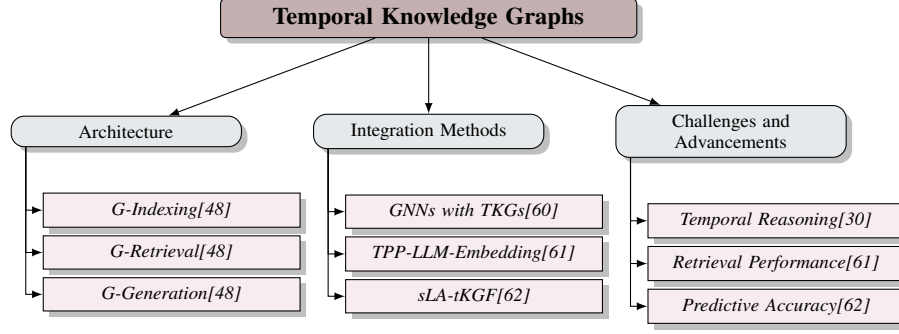 Temporal Knowledge Graphs
Architecture
G-Indexing[48]
G-Retrieval[48]
G-Generation[48]
Integration Methods
GNNs with TKGs[60]
TPP-LLM-Embedding[61]
sLA-tKGF[62]
Challenges and
Advancements
Temporal Reasoning[30]
Retrieval Performance[61]
Predictive Accuracy[62]